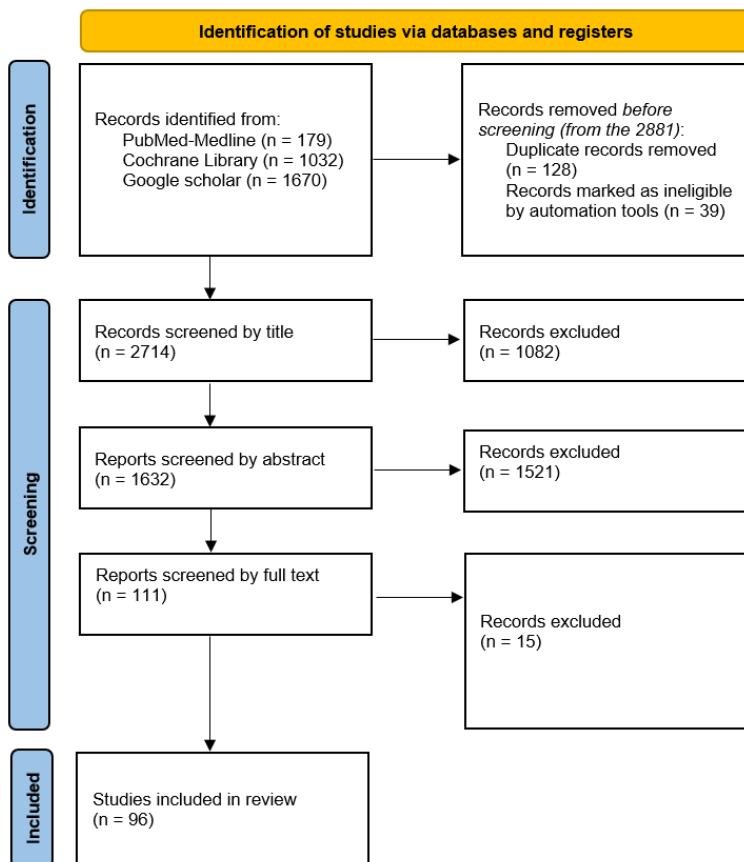 Identification of studies via databases and registers
Identification
Records identified from:
PubMed-Medline (n = 179)
Cochrane Library (n = 1032)
Google scholar (n = 1670)
Records removed before
screening (from the 2881):
Duplicate records removed
(n = 128)
Records marked as ineligible
by automation tools (n = 39)
Screening
Records screened by title
(n = 2714)
Records excluded
(n = 1082)
Reports screened by abstract
(n = 1632)
Records excluded
(n = 1521)
Reports screened by full text
(n = 111)
Records excluded
(n = 15)
Included
Studies included in review
(n = 96)